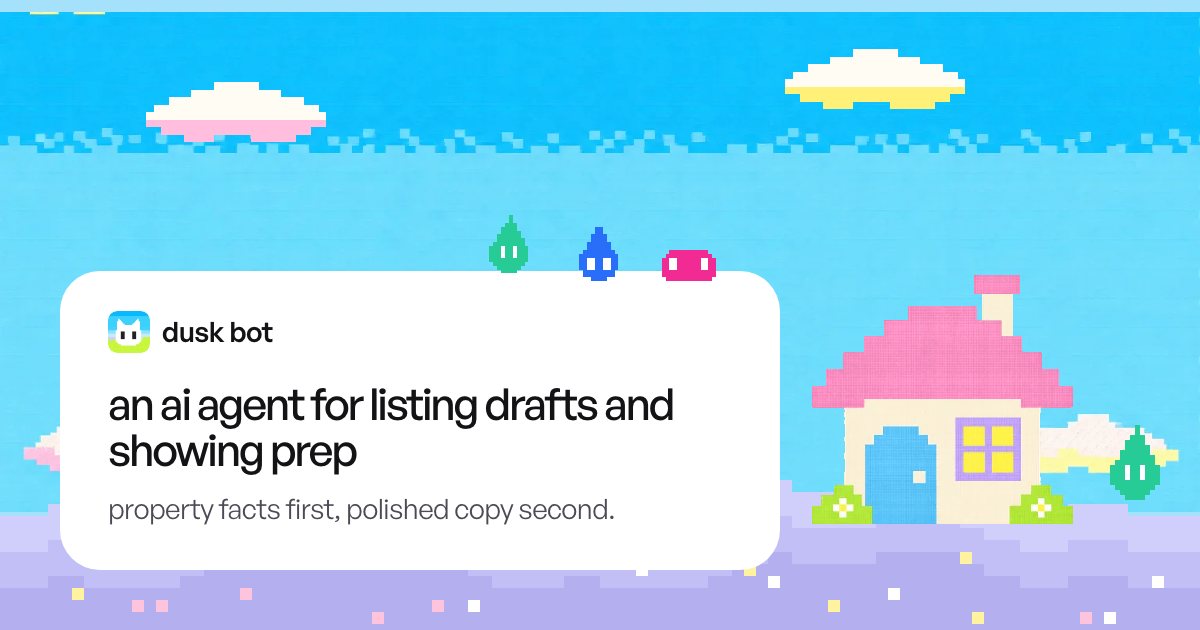 dusk bot
an ai agent for listing drafts and
showing prep
property facts first, polished copy second.